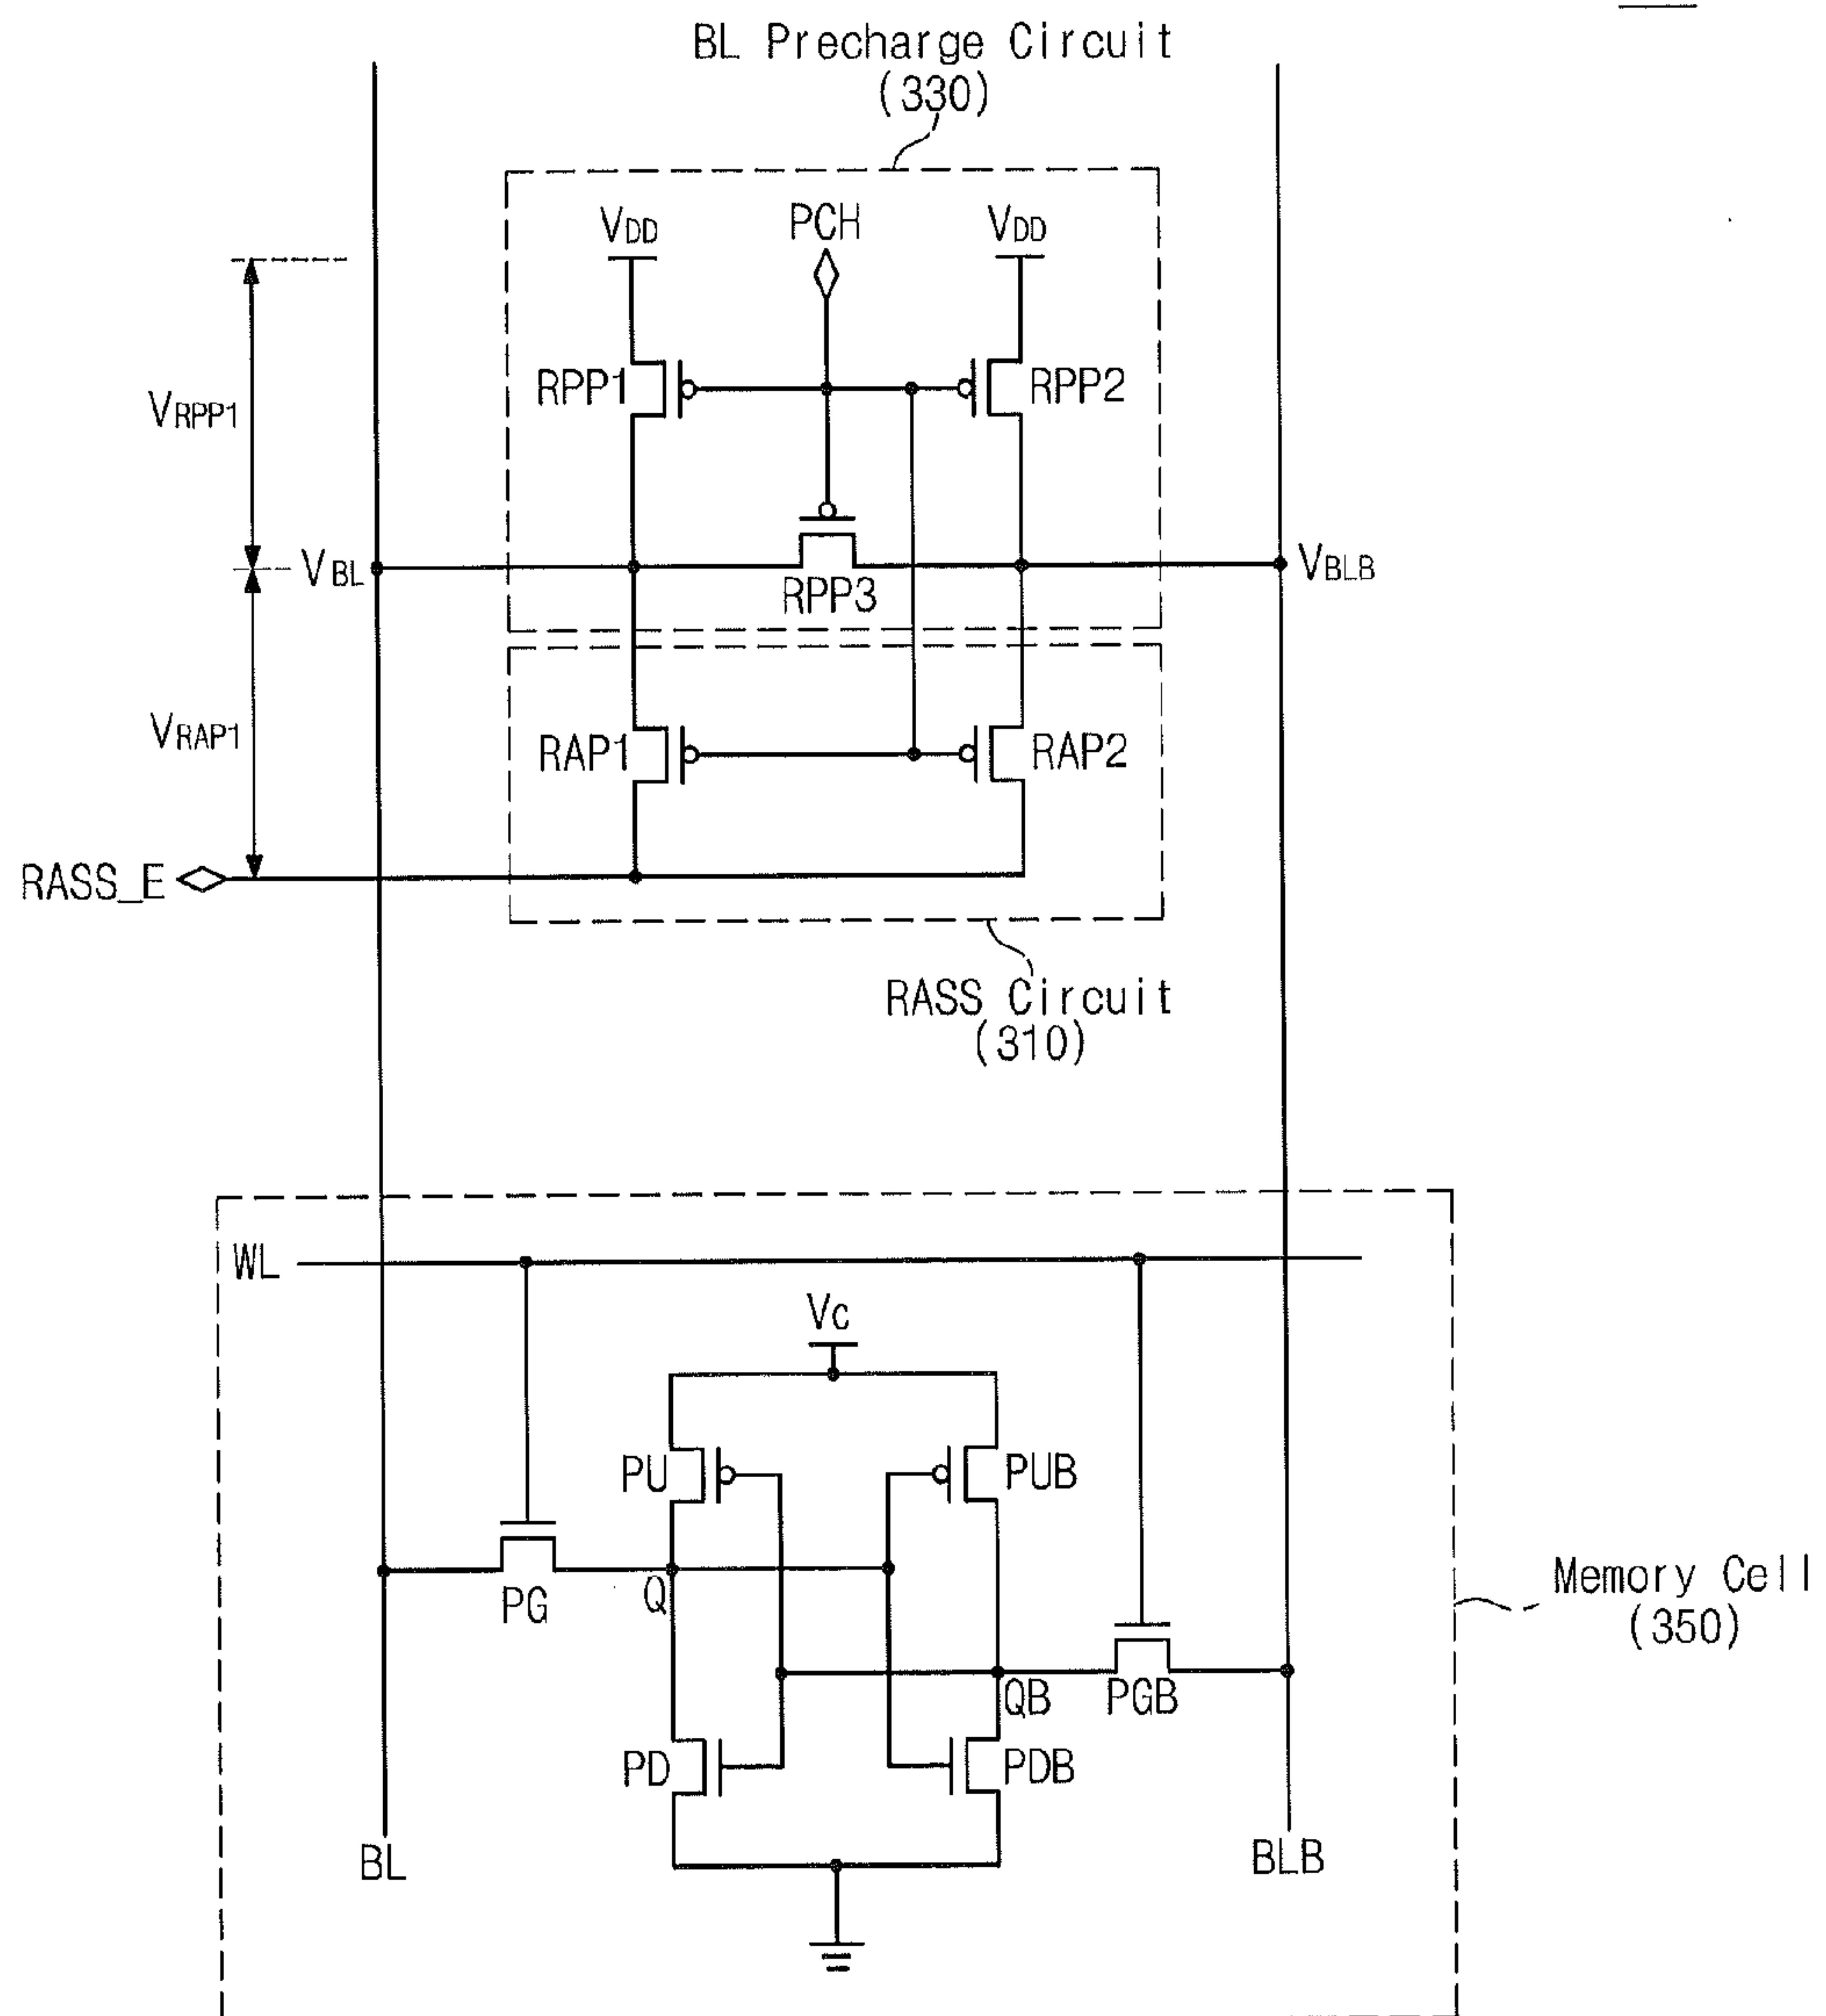 BL Precharge Circuit
(330)
VDD
PCH
VDD
RPP1
RPP2
VRPP1
VBL
VBLB
RPP3
VRAP1
RAP1
RAP2
RASS_E
RASS Circuit
(310)
WL
Vc
PU
PUB
PG
Q
Memory Cell
(350)
QB
PGB
PD
PDB
BL
BLB